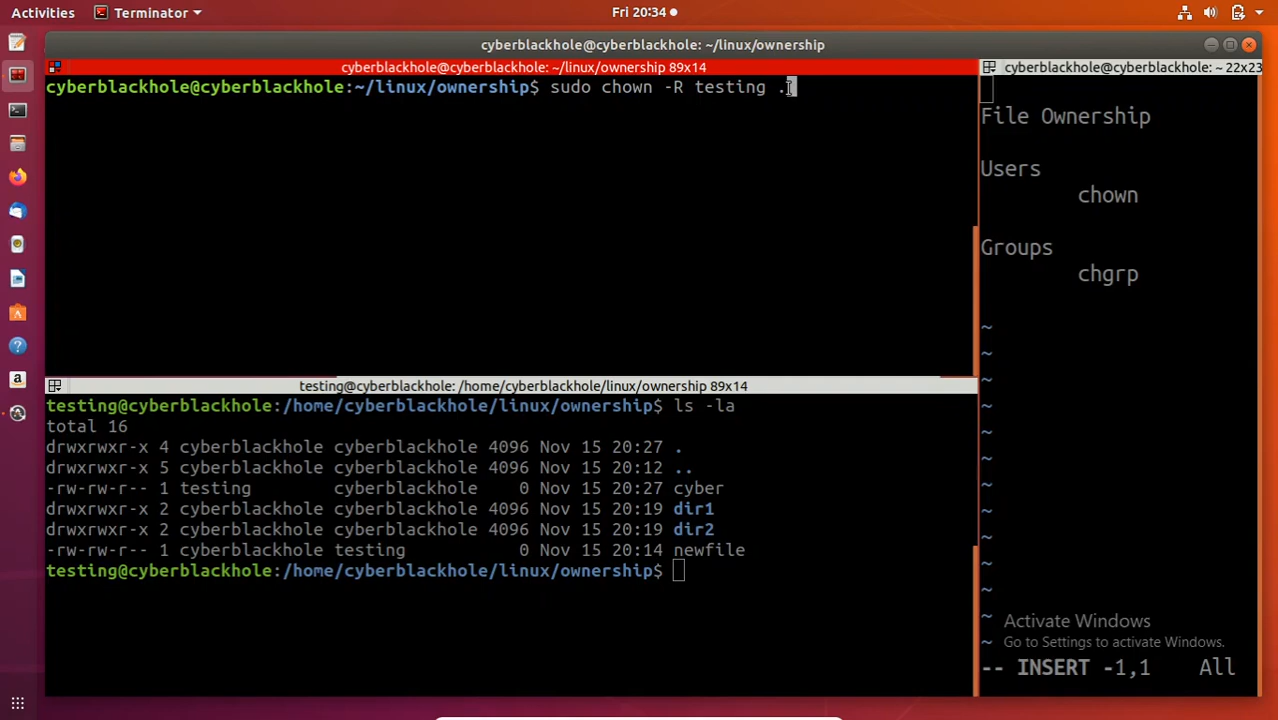 Activities
Terminator
Fri 20:34
cyberblackhole@cyberblackhole: ~/linux/ownership
cyberblackhole@cyberblackhole: ~/linux/ownership 89x14
cyberblackhole@cyberblackhole:~/linux/ownership$ sudo chown -R testing .
testing@cyberblackhole: /home/cyberblackhole/linux/ownership 89x14
testing@cyberblackhole:/home/cyberblackhole/linux/ownership$ ls -la
total 16
drwxrwxr-x 4 cyberblackhole cyberblackhole 4096 Nov 15 20:27 .
drwxrwxr-x 5 cyberblackhole cyberblackhole 4096 Nov 15 20:12 ..
-rw-rw-r-- 1 testing        cyberblackhole    0 Nov 15 20:27 cyber
drwxrwxr-x 2 cyberblackhole cyberblackhole 4096 Nov 15 20:19 dir1
drwxrwxr-x 2 cyberblackhole cyberblackhole 4096 Nov 15 20:19 dir2
-rw-rw-r-- 1 cyberblackhole testing           0 Nov 15 20:14 newfile
testing@cyberblackhole:/home/cyberblackhole/linux/ownership$
cyberblackhole@cyberblackhole: ~ 22x23
File Ownership
Users
chown
Groups
chgrp
~
~
~
~
~
~
~
~
~
~
~
~
~
Activate Windows
Go to Settings to activate Windows.
-- INSERT -1,1    All